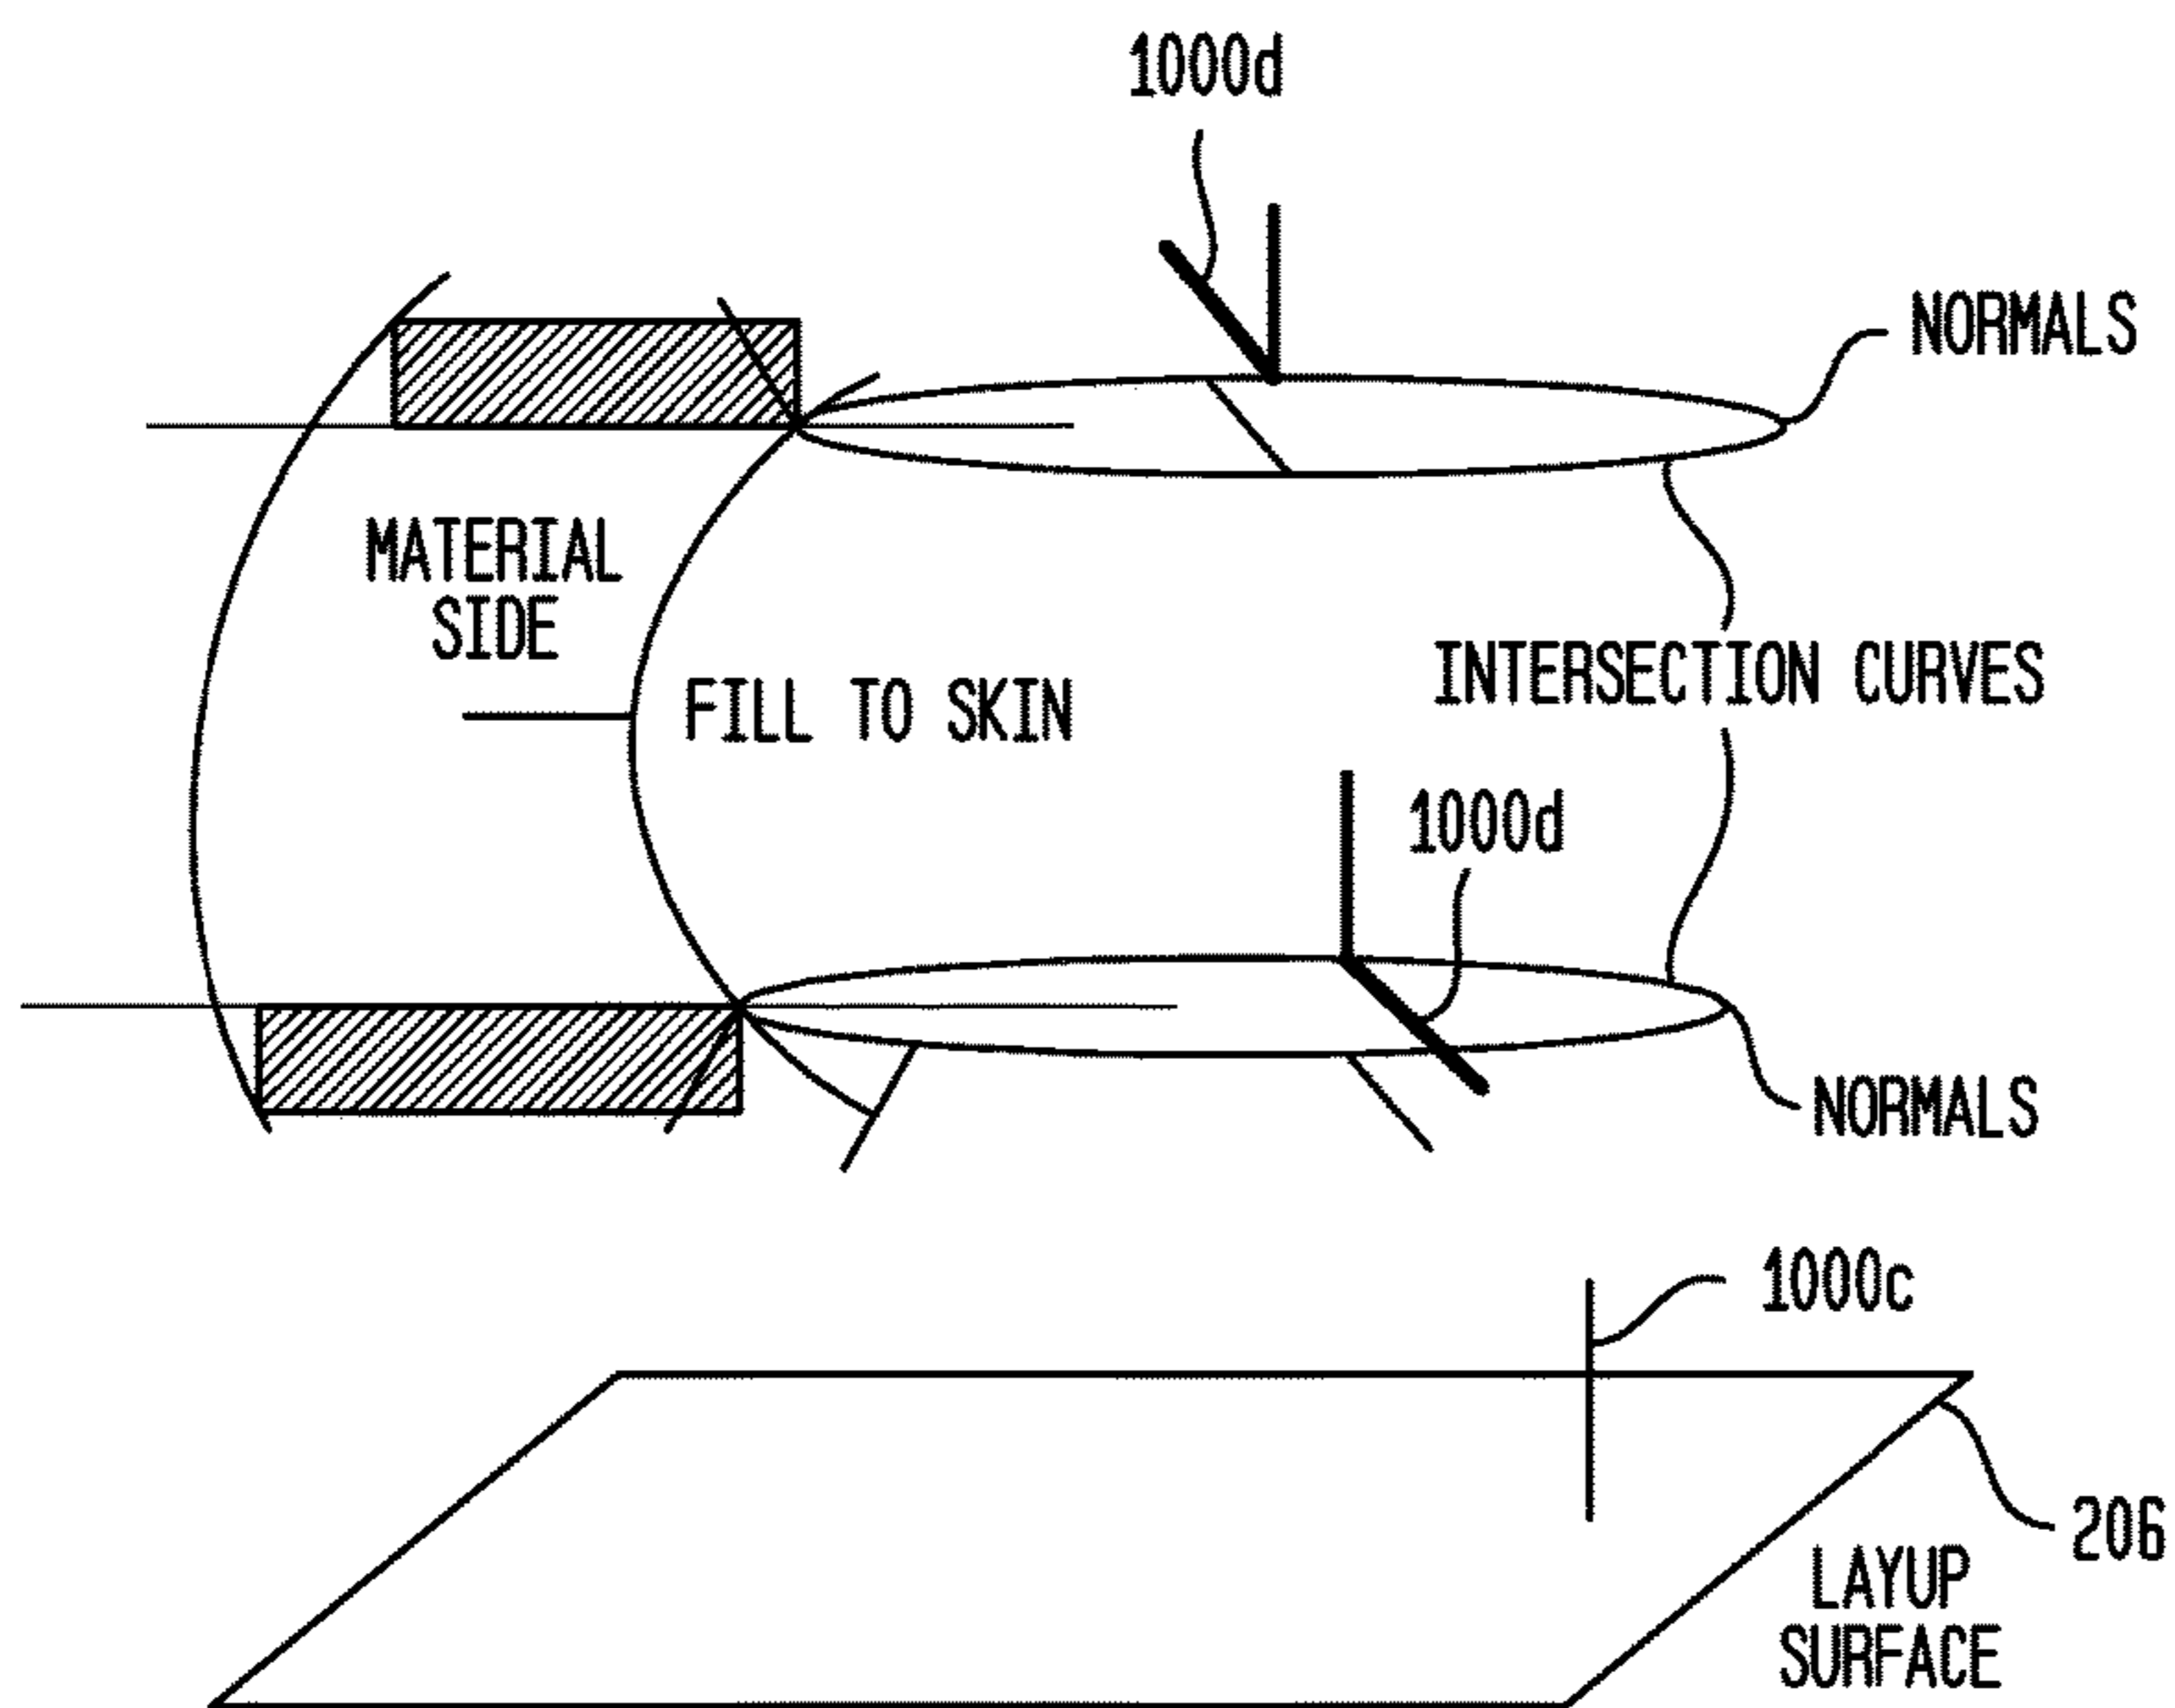 1000d
NORMALS
MATERIAL
SIDE
FILL TO SKIN
INTERSECTION CURVES
1000d
NORMALS
1000c
206
LAYUP
SURFACE